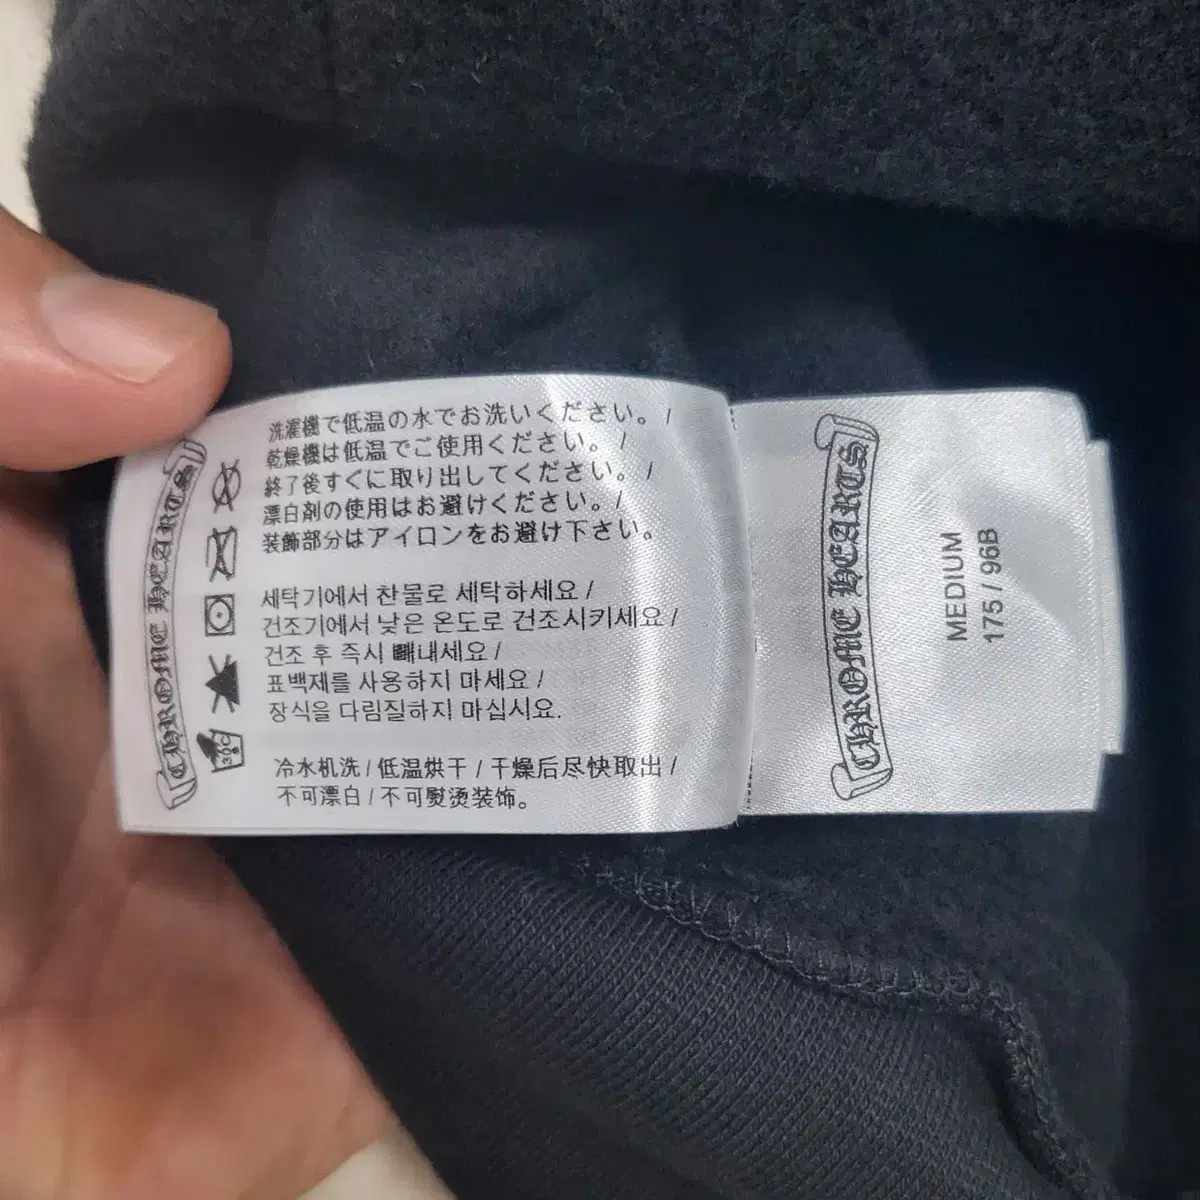 CHROME HEARTS
洗濯機で低温の水でお洗いください。/
乾燥機は低温でご使用ください。/
終了後すぐに取り出してください。/
漂白剤の使用はお避けください。/
装飾部分はアイロンをお避け下さい。
세탁기에서 찬물로 세탁하세요 /
건조기에서 낮은 온도로 건조시키세요 /
건조 후 즉시 빼내세요 /
표백제를 사용하지 마세요 /
장식을 다림질하지 마십시오.
冷水机洗 / 低温烘干 / 干燥后尽快取出 /
不可漂白 / 不可熨烫装饰。
30C
CHROME HEARTS
MEDIUM
175 / 96B